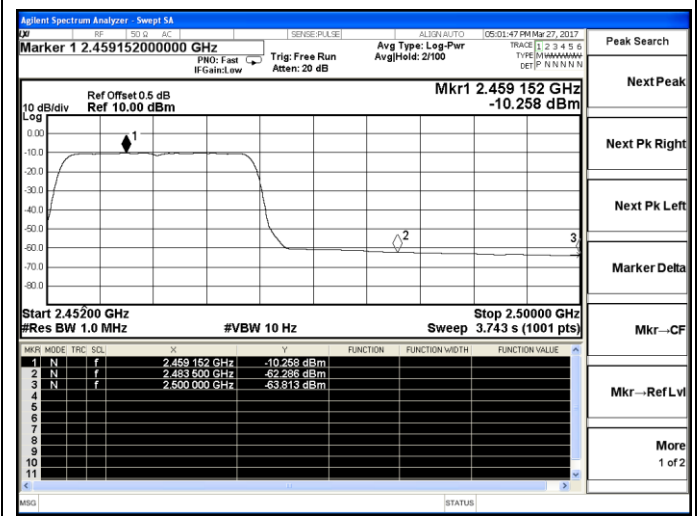 Agilent Spectrum Analyzer - Swept SA
LXI RF 50 Ω AC SENSE:PULSE ALIGN AUTO 05:01:47 PM Mar 27, 2017
Marker 1 2.459152000000 GHz
PNO: Fast
IFGain:Low
Trig: Free Run
Atten: 20 dB
Avg Type: Log-Pwr
Avg|Hold: 2/100
TRACE 1 2 3 4 5 6
TYPE M WWWWW
DET P N N N N N
Peak Search
Next Peak
Next Pk Right
Next Pk Left
Marker Delta
Mkr→CF
Mkr→Ref Lvl
More
1 of 2
Ref Offset 0.5 dB
10 dB/div Ref 10.00 dBm
Log
Mkr1 2.459 152 GHz
-10.258 dBm
0.00
-10.0
-20.0
-30.0
-40.0
-50.0
-60.0
-70.0
-80.0
1
2
3
Start 2.45200 GHz Stop 2.50000 GHz
#Res BW 1.0 MHz #VBW 10 Hz Sweep 3.743 s (1001 pts)
MKR MODE TRC SCL X Y FUNCTION FUNCTION WIDTH FUNCTION VALUE
1 N f 2.459 152 GHz -10.258 dBm
2 N f 2.483 500 GHz -62.286 dBm
3 N f 2.500 000 GHz -63.813 dBm
4
5
6
7
8
9
10
11
MSG STATUS